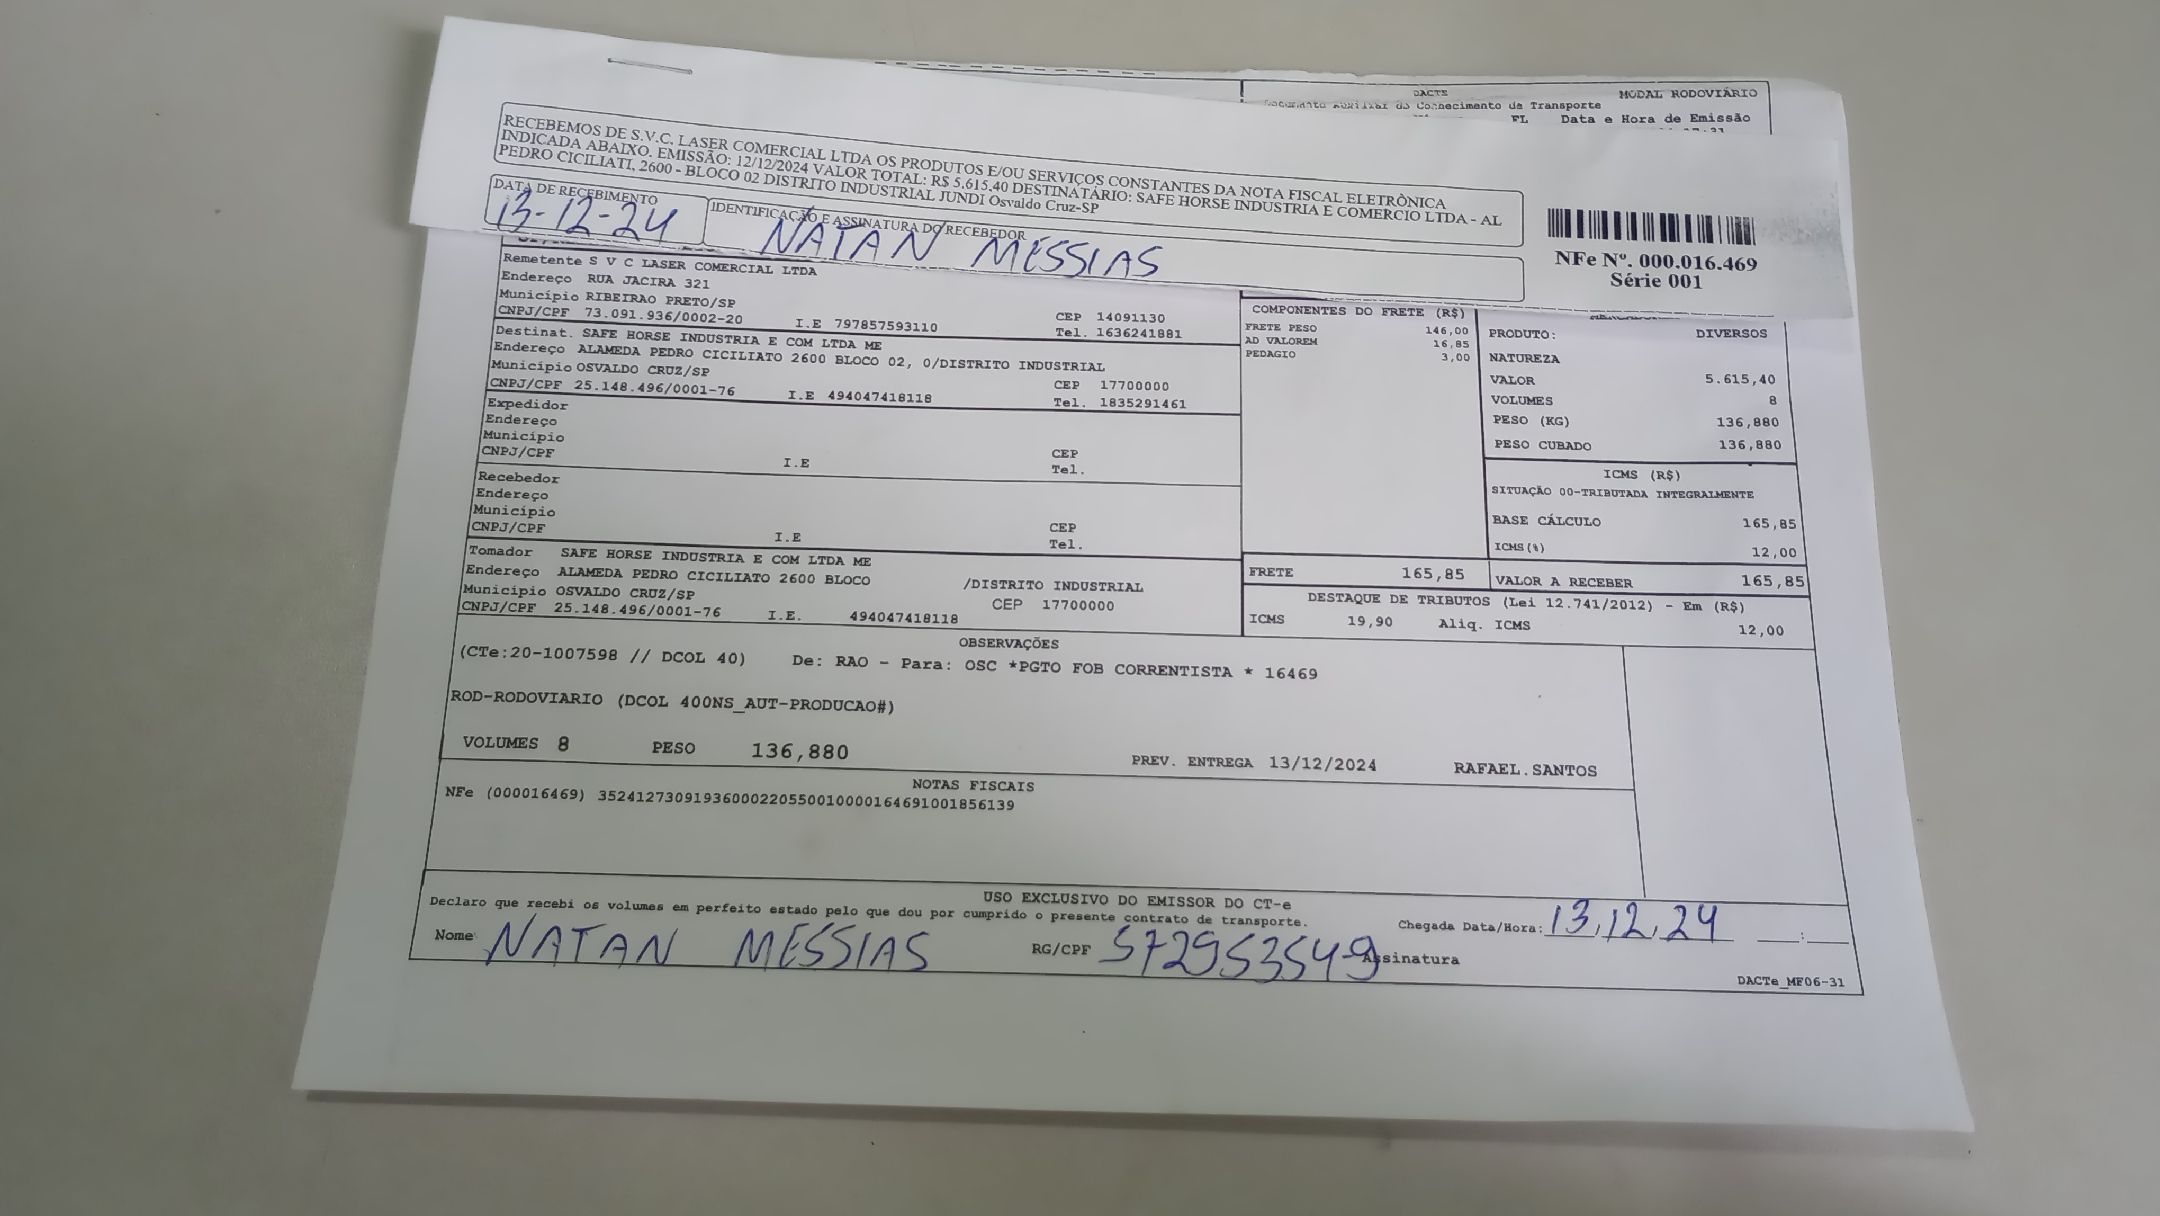 DACTE
MODAL RODOVIÁRIO
Documento Auxiliar do Conhecimento de Transporte
FL Data e Hora de Emissão
RECEBEMOS DE S.V.C. LASER COMERCIAL LTDA OS PRODUTOS E/OU SERVIÇOS CONSTANTES DA NOTA FISCAL ELETRÔNICA
INDICADA ABAIXO. EMISSÃO: 12/12/2024 VALOR TOTAL: R$ 5.615,40 DESTINATÁRIO: SAFE HORSE INDUSTRIA E COMERCIO LTDA - AL
PEDRO CICILIATI, 2600 - BLOCO 02 DISTRITO INDUSTRIAL JUNDI Osvaldo Cruz-SP
DATA DE RECEBIMENTO
13-12-24
IDENTIFICAÇÃO E ASSINATURA DO RECEBEDOR
NATAN MESSIAS
NFe Nº. 000.016.469
Série 001
Remetente S V C LASER COMERCIAL LTDA
Endereço RUA JACIRA 321
Município RIBEIRAO PRETO/SP
CEP 14091130
CNPJ/CPF 73.091.936/0002-20 I.E 797857593110 Tel. 1636241881
Destinat. SAFE HORSE INDUSTRIA E COM LTDA ME
Endereço ALAMEDA PEDRO CICILIATO 2600 BLOCO 02, 0/DISTRITO INDUSTRIAL
Município OSVALDO CRUZ/SP CEP 17700000
CNPJ/CPF 25.148.496/0001-76 I.E 494047418118 Tel. 1835291461
Expedidor
Endereço
Município CEP
CNPJ/CPF I.E Tel.
Recebedor
Endereço
Município CEP
CNPJ/CPF I.E Tel.
Tomador SAFE HORSE INDUSTRIA E COM LTDA ME
Endereço ALAMEDA PEDRO CICILIATO 2600 BLOCO /DISTRITO INDUSTRIAL
Município OSVALDO CRUZ/SP CEP 17700000
CNPJ/CPF 25.148.496/0001-76 I.E. 494047418118
COMPONENTES DO FRETE (R$)
FRETE PESO 146,00
AD VALOREM 16,85
PEDAGIO 3,00
FRETE 165,85
PRODUTO: DIVERSOS
NATUREZA
VALOR 5.615,40
VOLUMES 8
PESO (KG) 136,880
PESO CUBADO 136,880
ICMS (R$)
SITUAÇÃO 00-TRIBUTADA INTEGRALMENTE
BASE CÁLCULO 165,85
ICMS(%) 12,00
VALOR A RECEBER 165,85
DESTAQUE DE TRIBUTOS (Lei 12.741/2012) - Em (R$)
ICMS 19,90 Aliq. ICMS 12,00
OBSERVAÇÕES
(CTe:20-1007598 // DCOL 40) De: RAO - Para: OSC *PGTO FOB CORRENTISTA * 16469
ROD-RODOVIARIO (DCOL 400NS_AUT-PRODUCAO#)
VOLUMES 8 PESO 136,880 PREV. ENTREGA 13/12/2024 RAFAEL.SANTOS
NOTAS FISCAIS
NFe (000016469) 35241273091936000220550010000164691001856139
USO EXCLUSIVO DO EMISSOR DO CT-e
Declaro que recebi os volumes em perfeito estado pelo que dou por cumprido o presente contrato de transporte.
Chegada Data/Hora: 13,12,24 __:__
Nome NATAN MESSIAS RG/CPF 572953549 Assinatura
DACTe_MF06-31